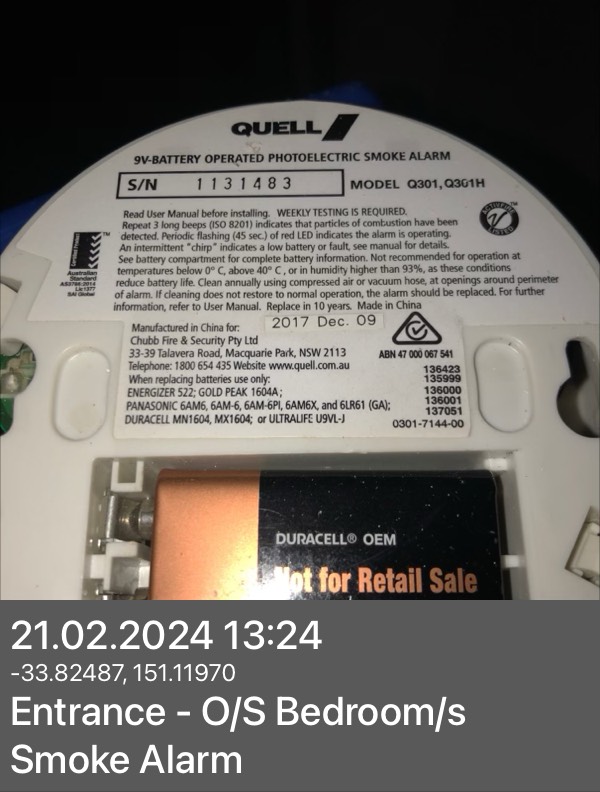 QUELL
9V-BATTERY OPERATED PHOTOELECTRIC SMOKE ALARM
S/N 1131483 MODEL Q301, Q301H
Read User Manual before installing. WEEKLY TESTING IS REQUIRED.
Repeat 3 long beeps (ISO 8201) indicates that particles of combustion have been
detected. Periodic flashing (45 sec.) of red LED indicates the alarm is operating.
An intermittent "chirp" indicates a low battery or fault, see manual for details.
See battery compartment for complete battery information. Not recommended for operation at
temperatures below 0° C, above 40° C, or in humidity higher than 93%, as these conditions
reduce battery life. Clean annually using compressed air or vacuum hose, at openings around perimeter
of alarm. If cleaning does not restore to normal operation, the alarm should be replaced. For further
information, refer to User Manual. Replace in 10 years. Made in China
Australian
Standard
AS3786:2014
Lic1377
SAI Global
Manufactured in China for: 2017 Dec. 09
Chubb Fire & Security Pty Ltd
33-39 Talavera Road, Macquarie Park, NSW 2113
Telephone: 1800 654 435 Website www.quell.com.au
When replacing batteries use only:
ENERGIZER 522; GOLD PEAK 1604A;
PANASONIC 6AM6, 6AM-6, 6AM-6PI, 6AM6X, and 6LR61 (GA);
DURACELL MN1604, MX1604; or ULTRALIFE U9VL-J
ABN 47 000 067 541
136423
135999
136000
136001
137051
0301-7144-00
DURACELL® OEM
Not for Retail Sale
21.02.2024 13:24
-33.82487, 151.11970
Entrance - O/S Bedroom/s
Smoke Alarm